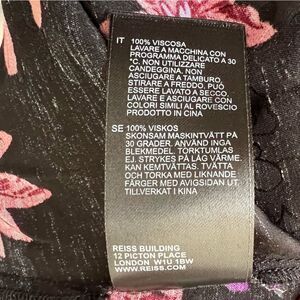 IT 100% VISCOSA
LAVARE A MACCHINA CON
PROGRAMMA DELICATO A 30
°C. NON UTILIZZARE
CANDEGGINA, NON
ASCIUGARE A TAMBURO,
STIRARE A FREDDO. PUÒ
ESSERE LAVATO A SECCO.
LAVARE E ASCIUGARE CON
COLORI SIMILI AL ROVESCIO
PRODOTTO IN CINA
SE 100% VISKOS
SKONSAM MASKINTVÄTT PÅ
30 GRADER. ANVÄND INGA
BLEKMEDEL. TORKTUMLAS
EJ. STRYKES PÅ LÅG VÄRME.
KAN KEMTVÄTTAS. TVÄTTA
OCH TORKA MED LIKNANDE
FÄRGER MED AVIGSIDAN UT.
TILLVERKAT I KINA
REISS BUILDING
12 PICTON PLACE
LONDON W1U 1BW
WWW.REISS.COM